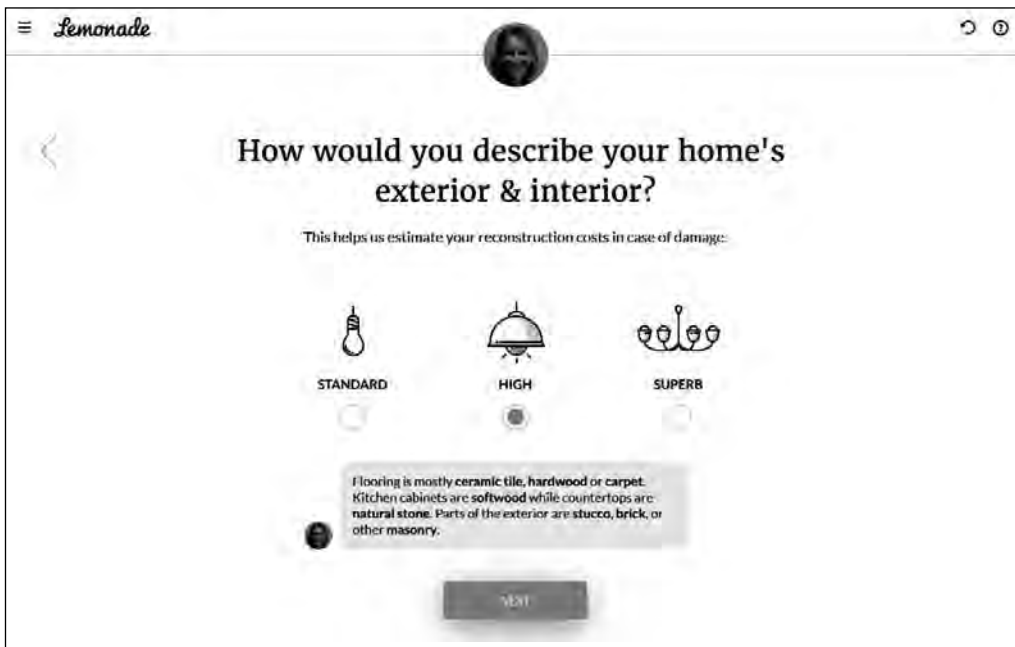 Lemonade
How would you describe your home's
exterior & interior?
This helps us estimate your reconstruction costs in case of damage.
STANDARD HIGH SUPERB
Flooring is mostly ceramic tile, hardwood or carpet.
Kitchen cabinets are softwood while countertops are
natural stone. Parts of the exterior are stucco, brick, or
other masonry.
NEXT